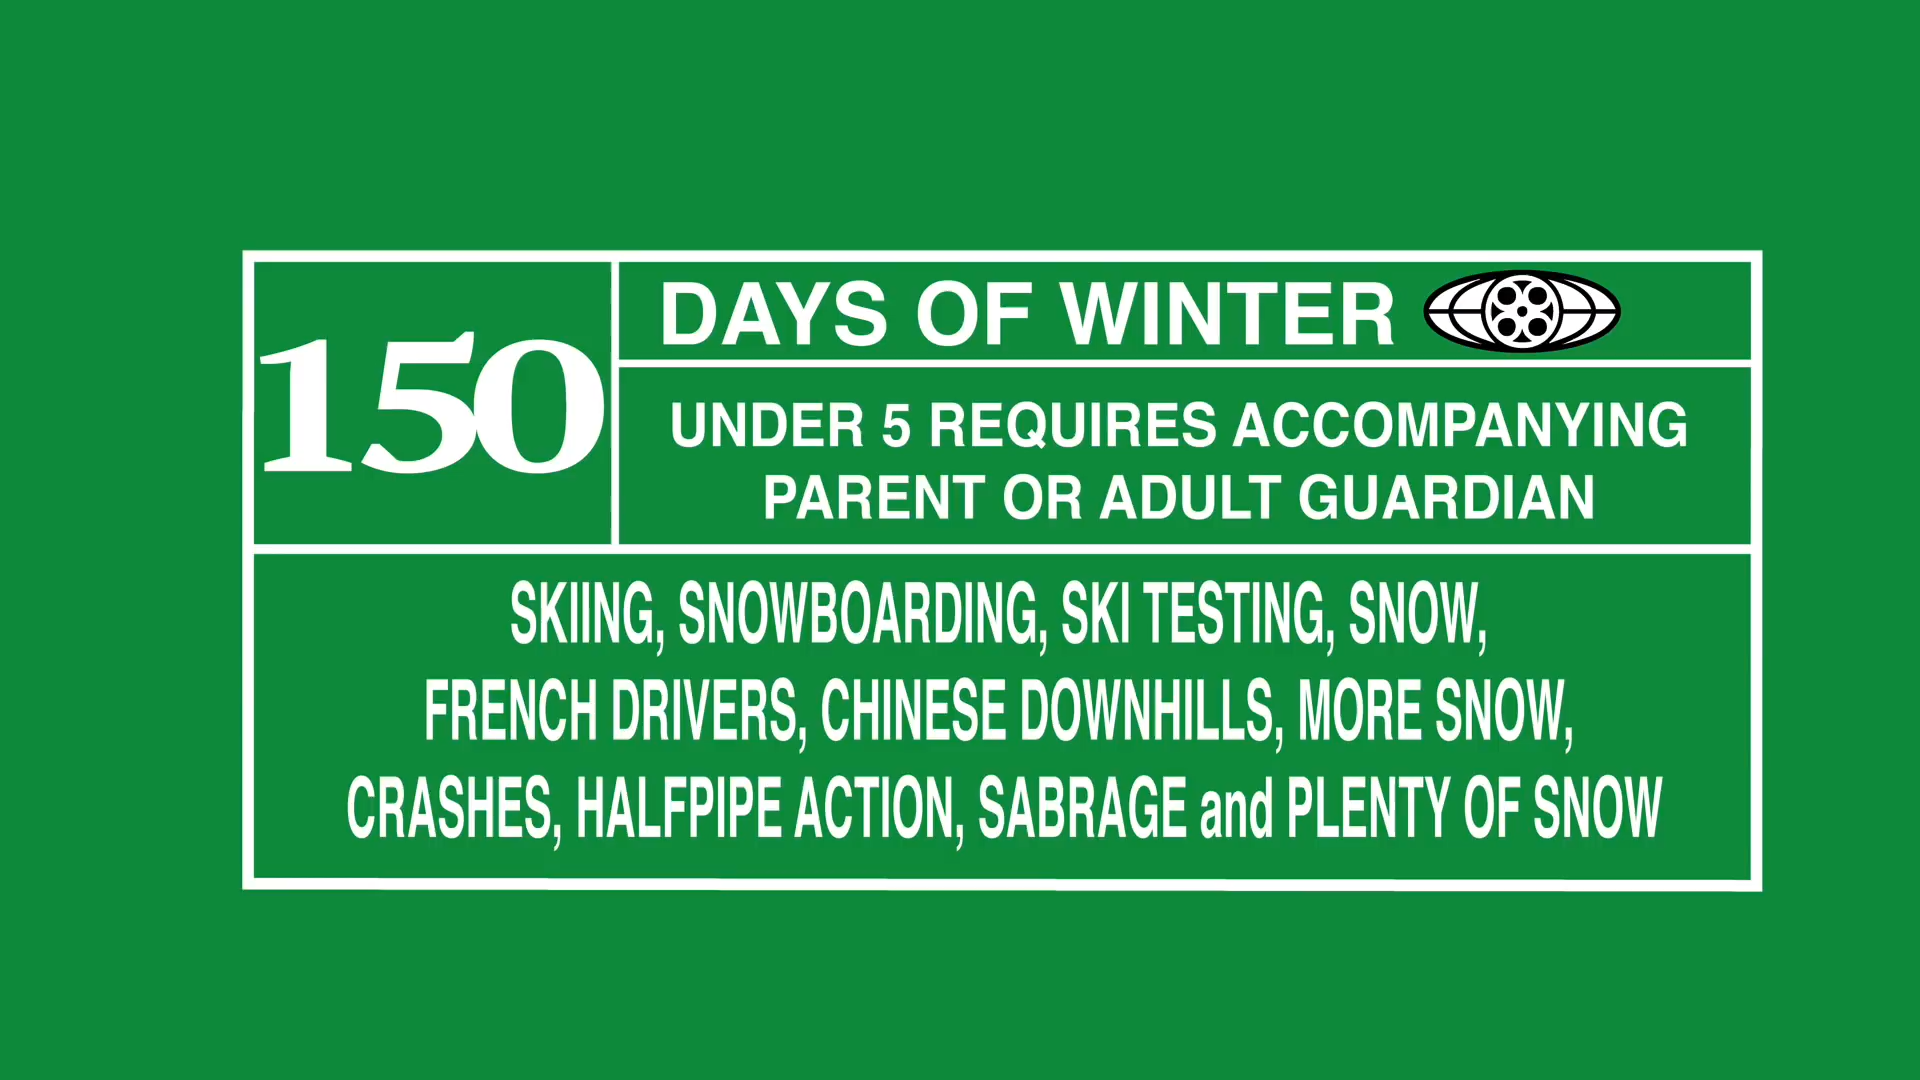 150
DAYS OF WINTER
UNDER 5 REQUIRES ACCOMPANYING
PARENT OR ADULT GUARDIAN
SKIING, SNOWBOARDING, SKI TESTING, SNOW,
FRENCH DRIVERS, CHINESE DOWNHILLS, MORE SNOW,
CRASHES, HALFPIPE ACTION, SABRAGE and PLENTY OF SNOW